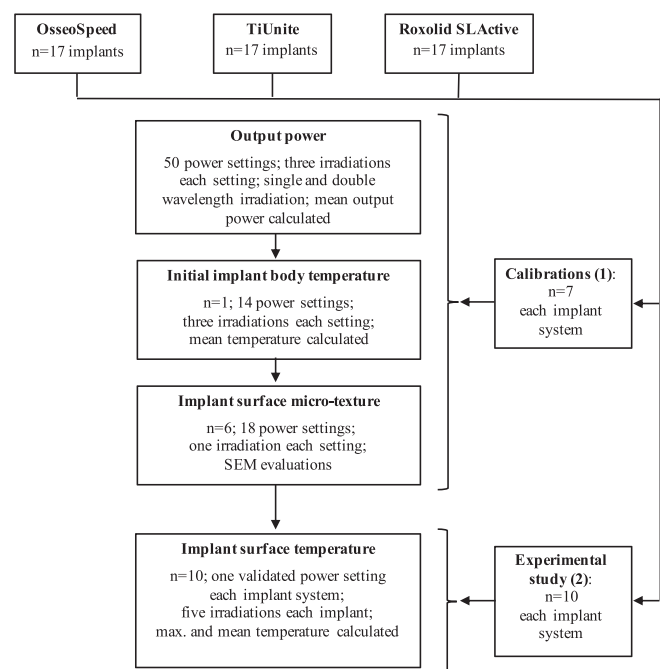 OsseoSpeed
n=17 implants
TiUnite
n=17 implants
Roxolid SLActive
n=17 implants
Output power
50 power settings; three irradiations
each setting; single and double
wavelength irradiation; mean output
power calculated
Initial implant body temperature
n=1; 14 power settings;
three irradiations each setting;
mean temperature calculated
Calibrations (1):
n=7
each implant
system
Implant surface micro-texture
n=6; 18 power settings;
one irradiation each setting;
SEM evaluations
Implant surface temperature
n=10; one validated power setting
each implant system;
five irradiations each implant;
max. and mean temperature calculated
Experimental
study (2):
n=10
each implant
system